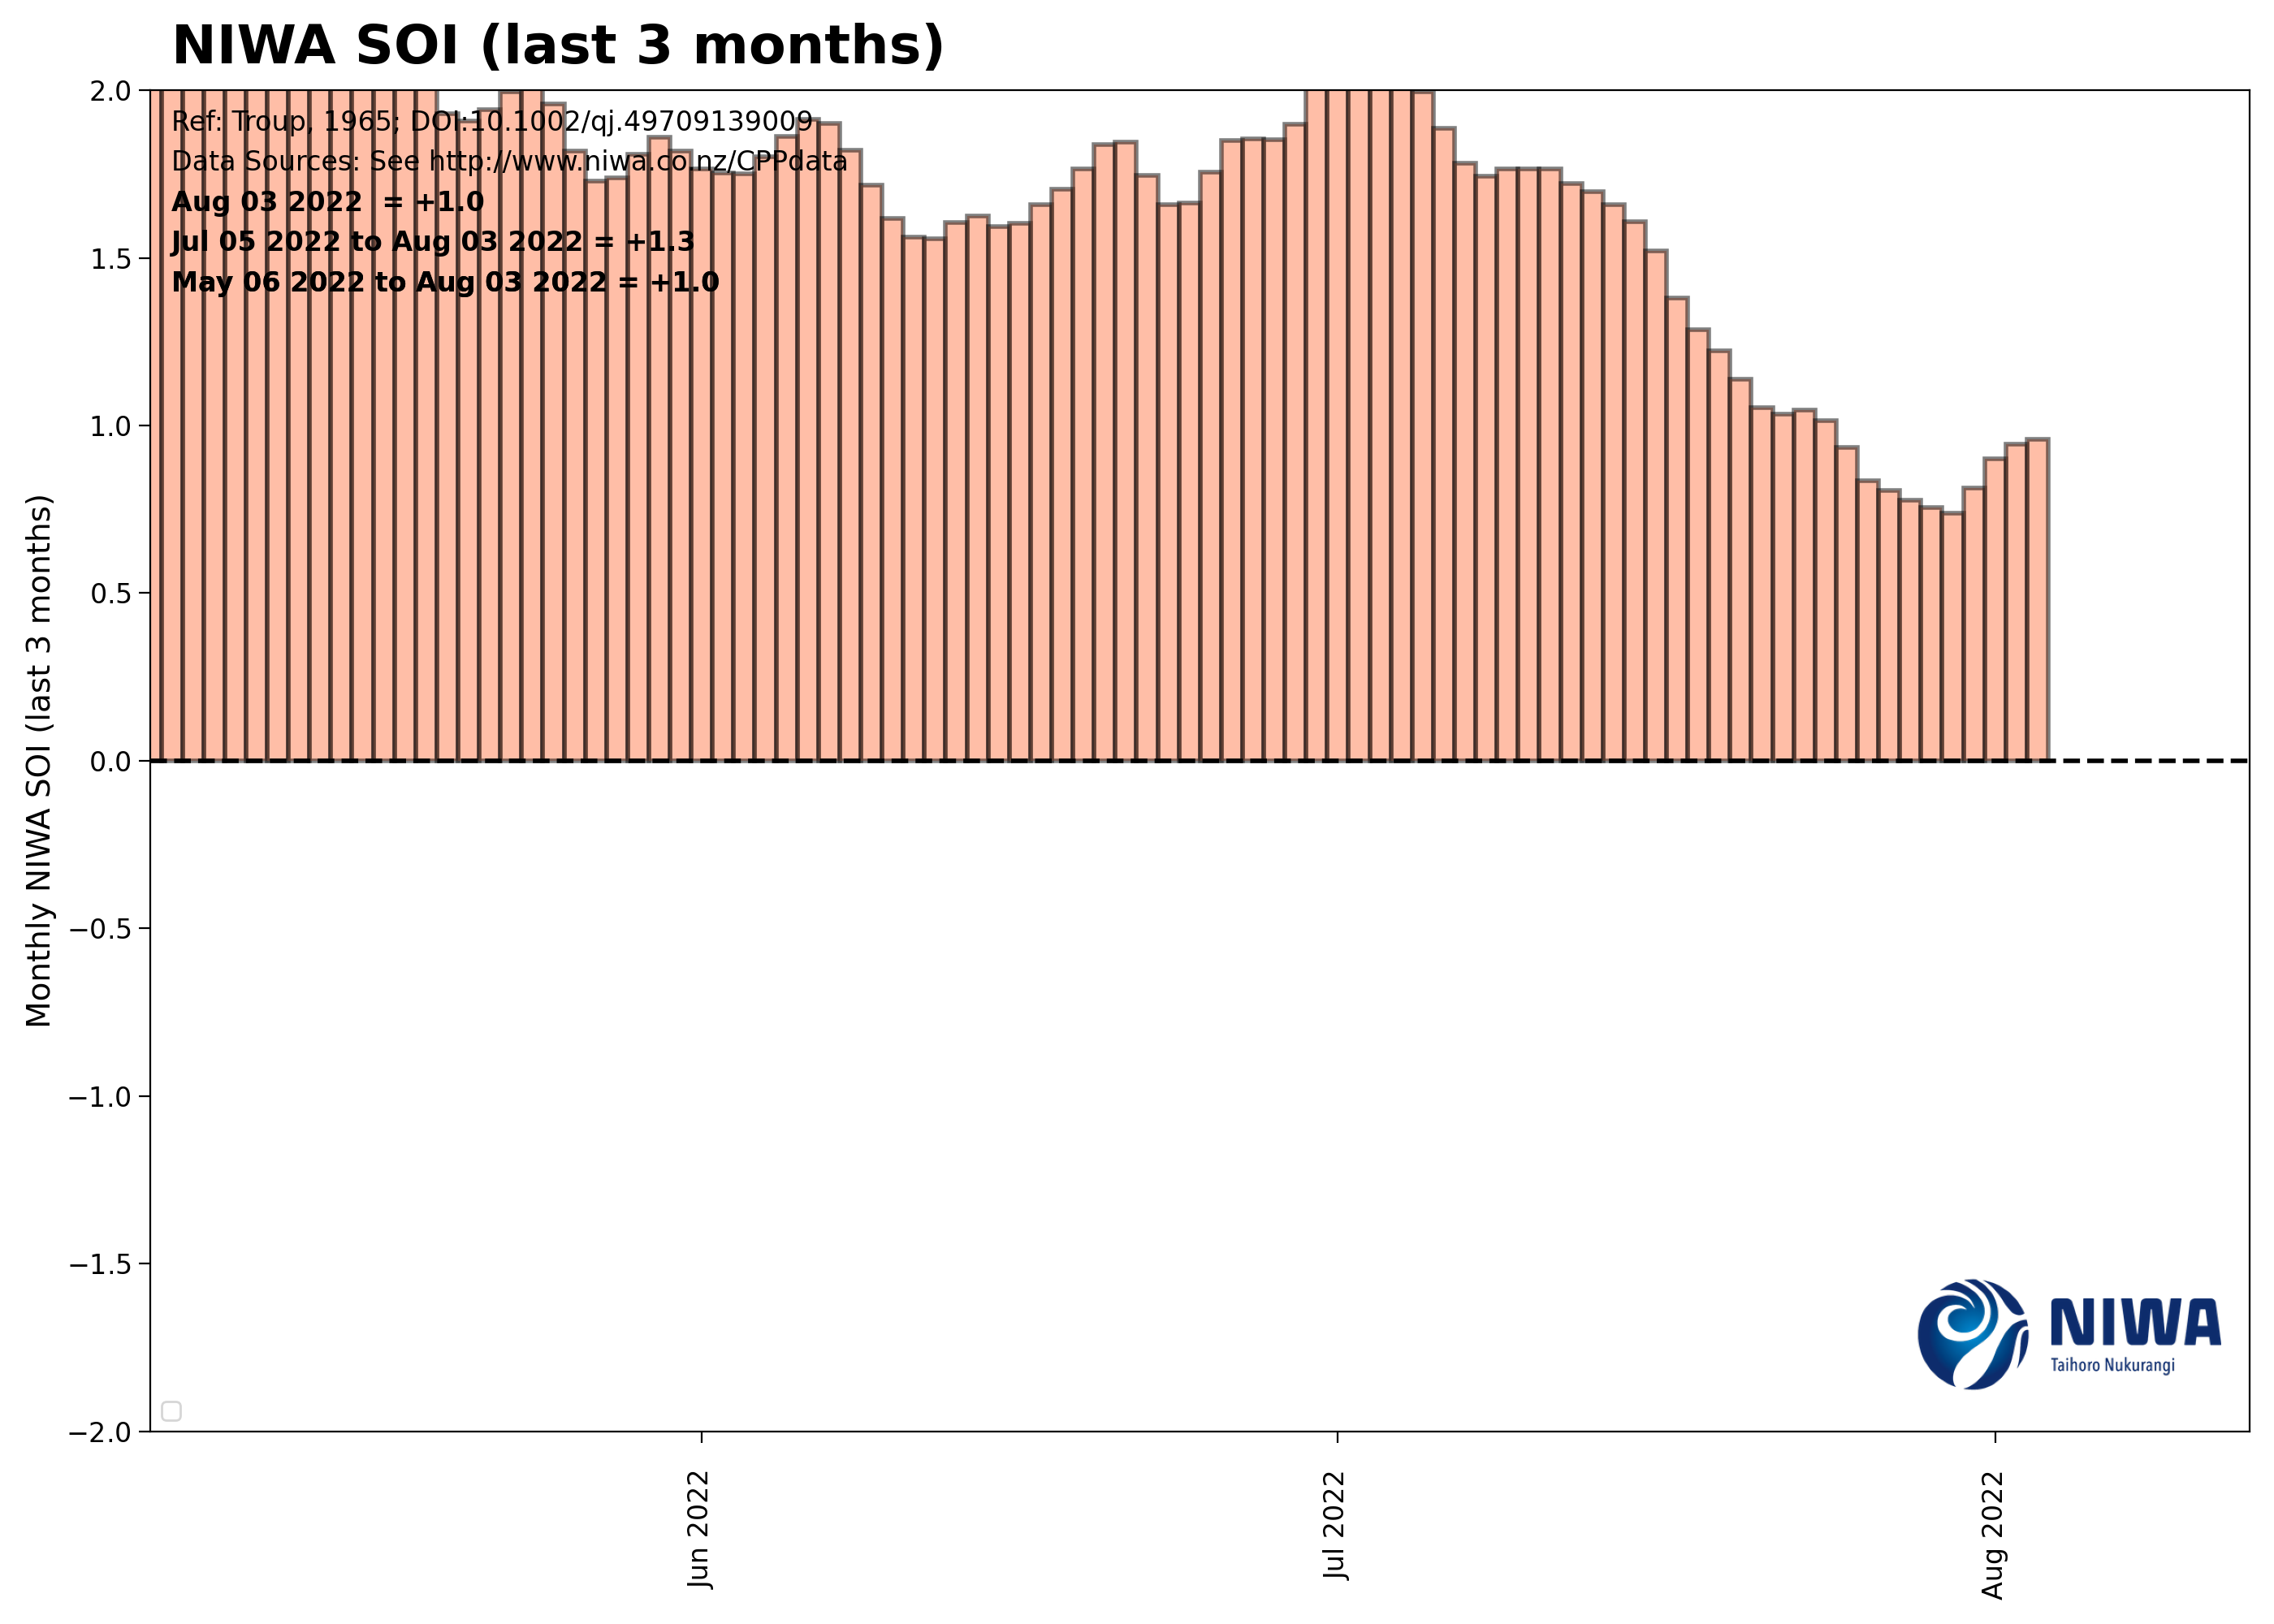 NIWA SOI (last 3 months)
Ref: Troup, 1965; DOI:10.1002/qj.49709139009
Data Sources: See http://www.niwa.co.nz/CPPdata
Aug 03 2022  = +1.0
Jul 05 2022 to Aug 03 2022 = +1.3
May 06 2022 to Aug 03 2022 = +1.0
Monthly NIWA SOI (last 3 months)
2.0
1.5
1.0
0.5
0.0
−0.5
−1.0
−1.5
−2.0
NIWA
Taihoro Nukurangi
Jun 2022
Jul 2022
Aug 2022